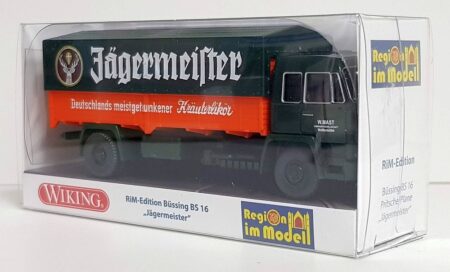 Jägermeister
Deutschlands meistgetrunkener Kräuterlikör
W. MAST
WIKING
RiM-Edition Büssing BS 16
„Jägermeister"
Region
im Modell
Region
im Modell
RiM-Edition
Büssing BS 16
Pritsche/Plane
„Jägermeister"